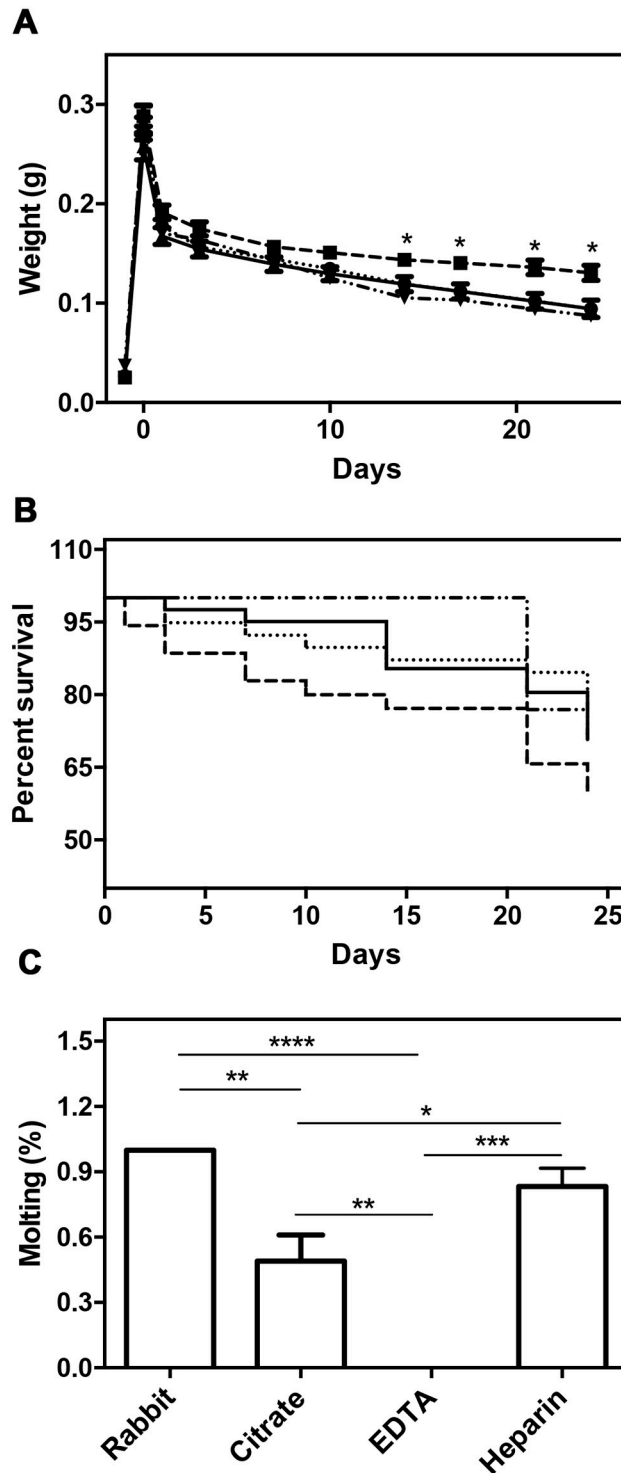 A
Weight (g)
0.3
0.2
0.1
0.0
* * * *
0 10 20
Days
B
Percent survival
110
95
80
65
50
0 5 10 15 20 25
Days
C
Molting (%)
1.5
1.2
0.9
0.6
0.3
0.0
****
**
*
***
**
Rabbit
Citrate
EDTA
Heparin